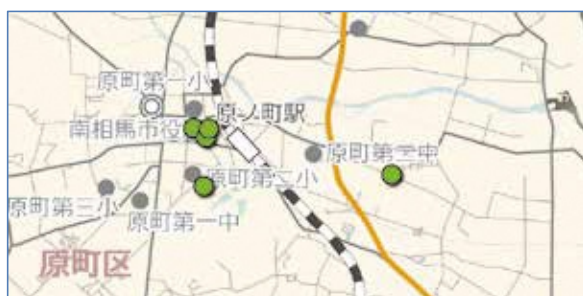 原町第一小
南相馬市役
原ノ町駅
原町第二中
原町第二小
原町第三小
原町第一中
原町区